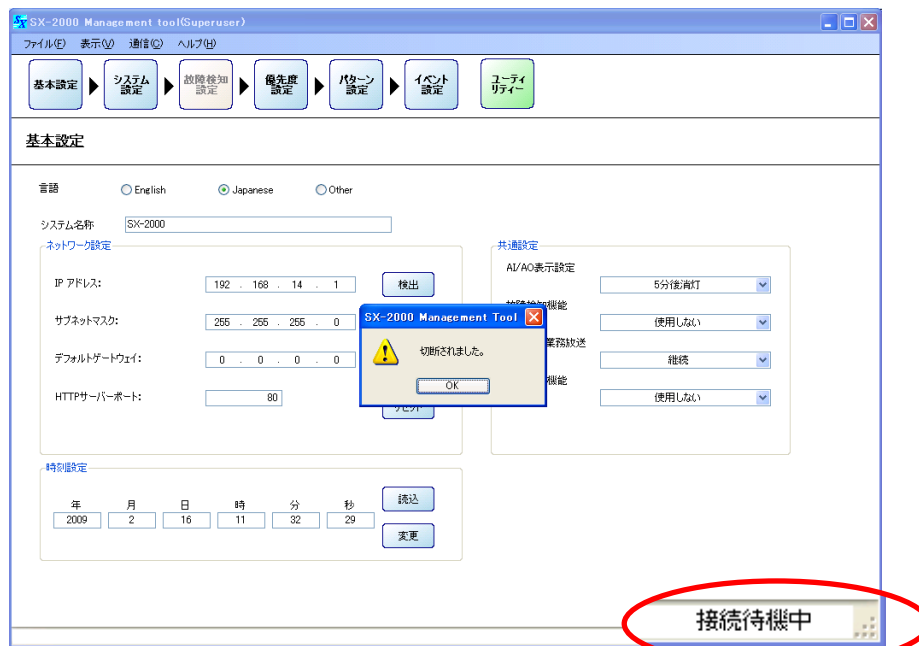 SX SX-2000 Management tool(Superuser)
ファイル(F) 表示(V) 通信(C) ヘルプ(H)
基本設定 システム設定 故障検知設定 優先度設定 パターン設定 イベント設定 ユーティリティー
基本設定
言語 English Japanese Other
システム名称 SX-2000
ネットワーク設定
IP アドレス: 192 . 168 . 14 . 1 検出
サブネットマスク: 255 . 255 . 255 . 0
デフォルトゲートウェイ: 0 . 0 . 0 . 0
HTTPサーバーポート: 80
共通設定
AI/AO表示設定
5分後消灯
機能
使用しない
業務放送
継続
機能
使用しない
SX-2000 Management Tool
切断されました。
OK
時刻設定
年 月 日 時 分 秒 読込
2009 2 16 11 32 29
変更
接続待機中